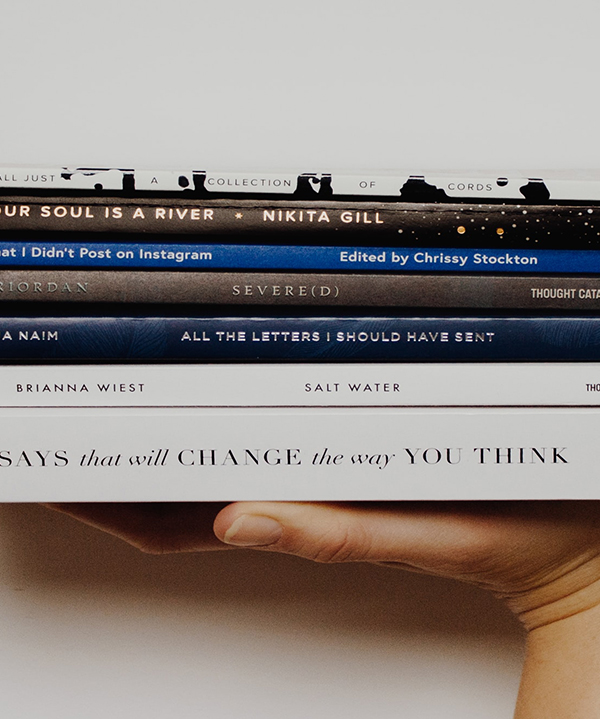 ALL JUST A COLLECTION OF CORDS
OUR SOUL IS A RIVER * NIKITA GILL
at I Didn't Post on Instagram Edited by Chrissy Stockton
RIORDAN SEVERE(D) THOUGHT CATA
A NAIM ALL THE LETTERS I SHOULD HAVE SENT
BRIANNA WIEST SALT WATER THO
SAYS that will CHANGE the way YOU THINK